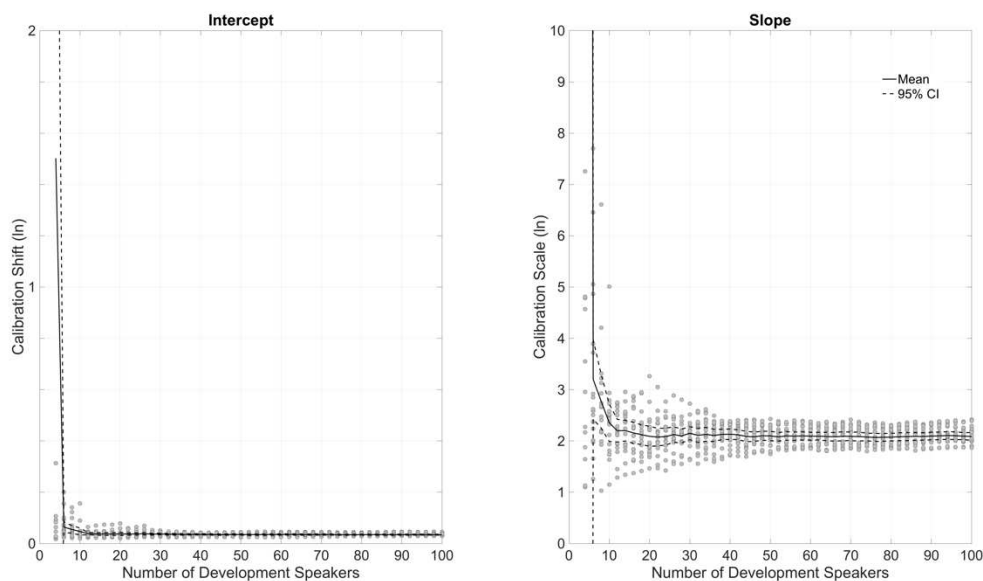 Intercept
2
1
0
Calibration Shift (ln)
0 10 20 30 40 50 60 70 80 90 100
Number of Development Speakers
Slope
10
9
8
7
6
5
4
3
2
1
0
Calibration Scale (ln)
Mean
95% CI
0 10 20 30 40 50 60 70 80 90 100
Number of Development Speakers